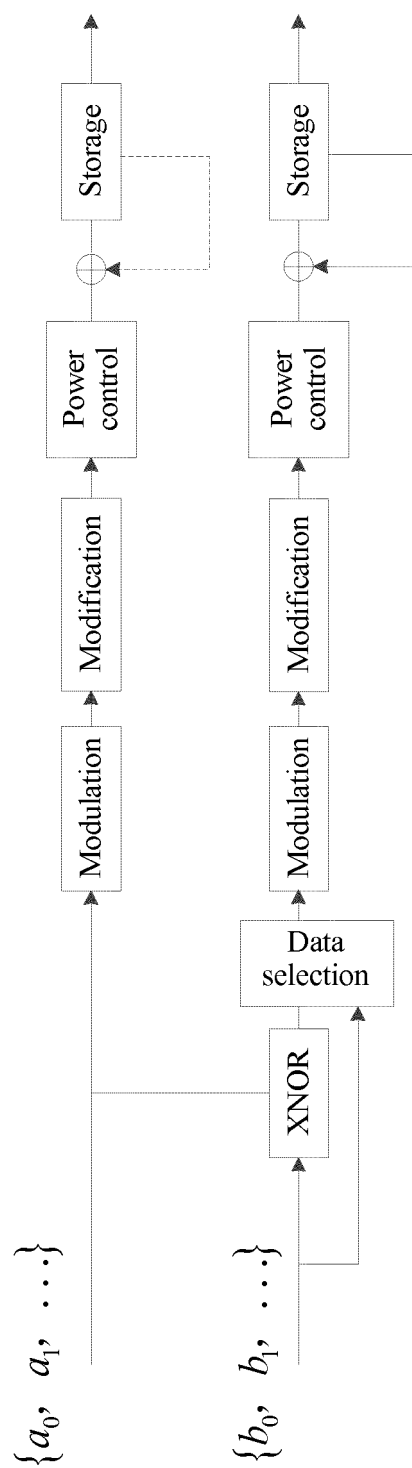 {a₀, a₁, ...}
Modulation
Modification
Power
control
Storage
{b₀, b₁, ...}
XNOR
Data
selection
Modulation
Modification
Power
control
Storage